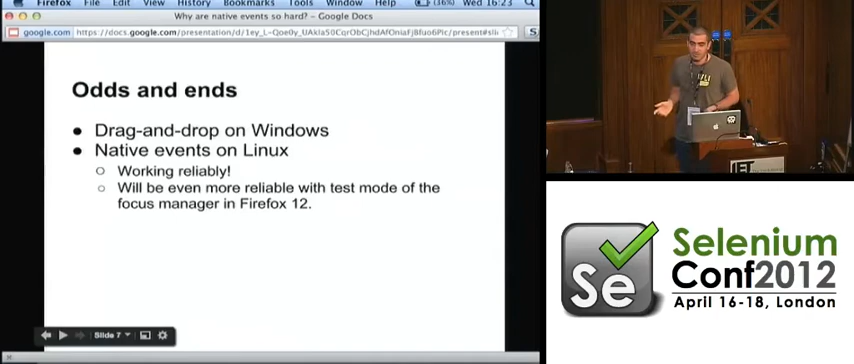 Firefox File Edit View History Bookmarks Tools Window Help (16%) Wed 16:23
Why are native events so hard? – Google Docs
google.com
Odds and ends
● Drag-and-drop on Windows
● Native events on Linux
○ Working reliably!
○ Will be even more reliable with test mode of the
focus manager in Firefox 12.
Slide 7
IET
Se
Selenium
Conf2012
April 16-18, London